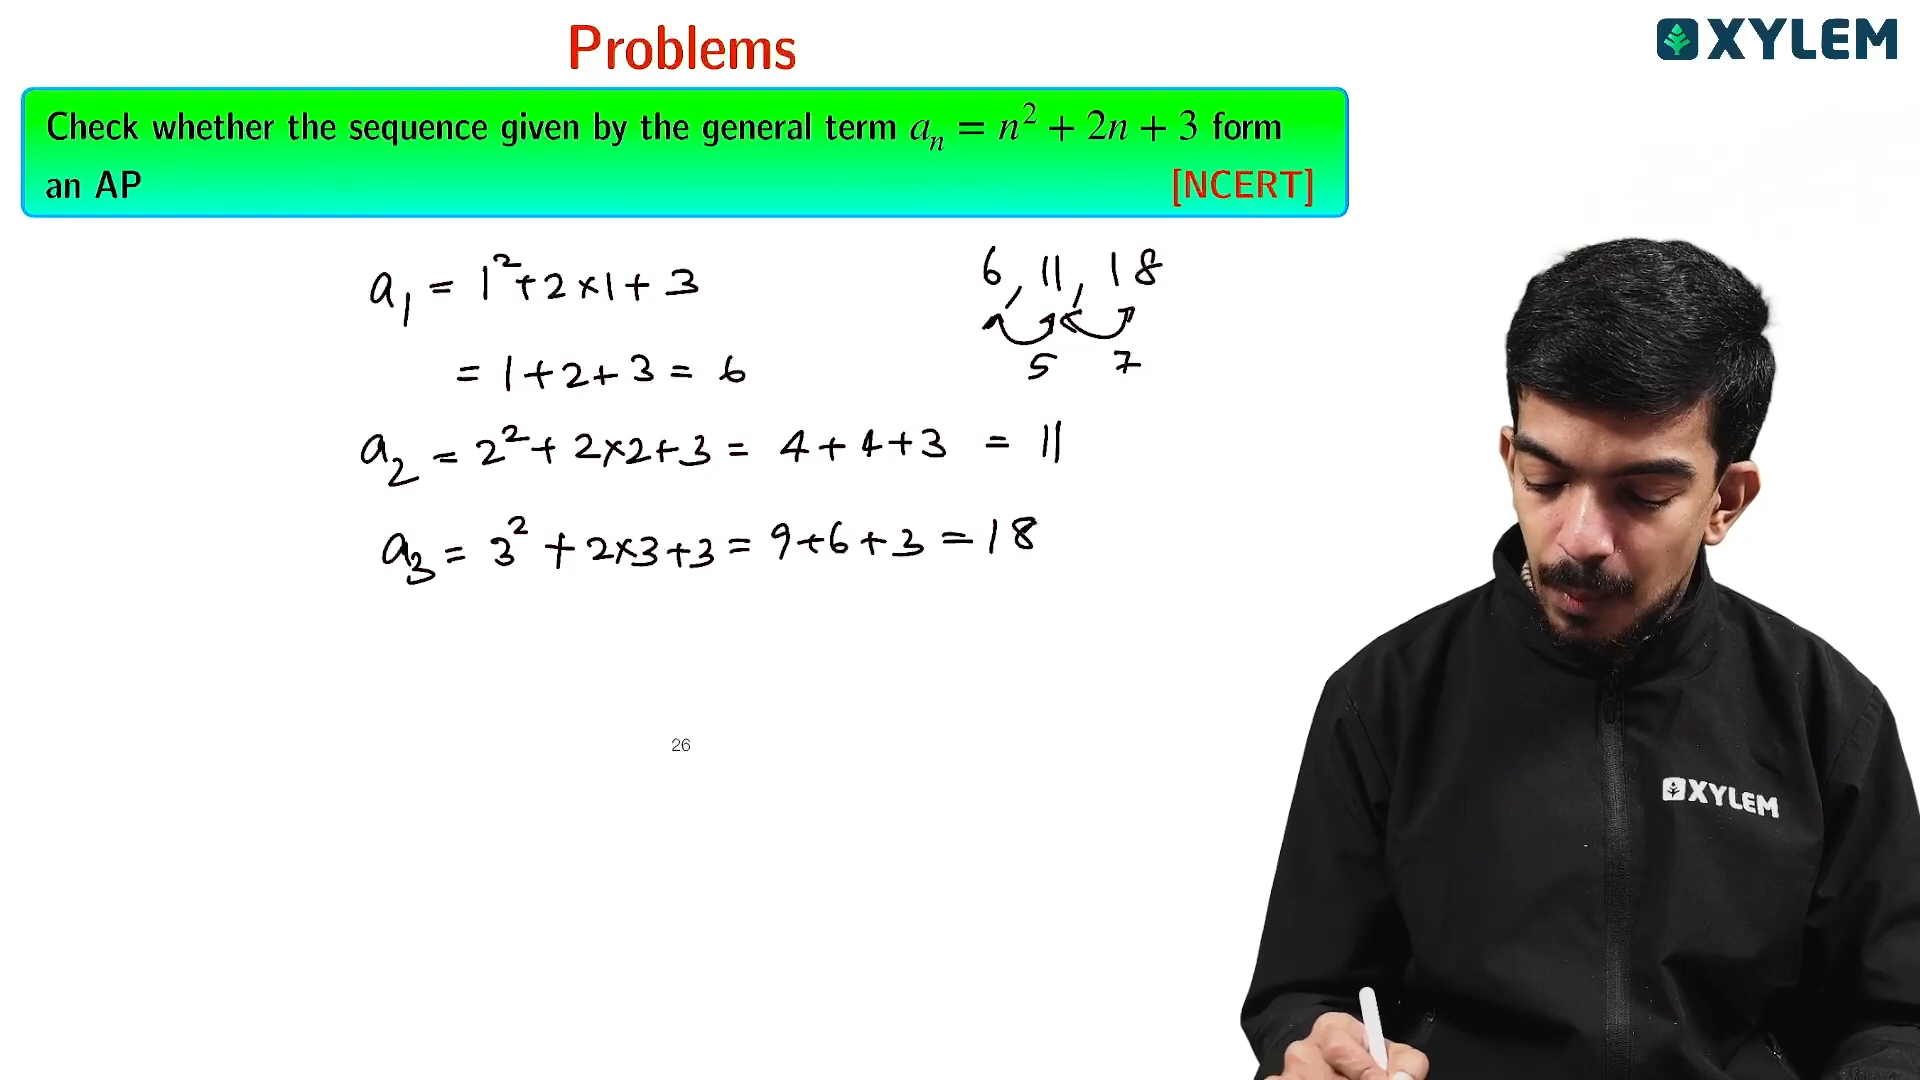 Problems
XYLEM
Check whether the sequence given by the general term aₙ = n² + 2n + 3 form
an AP
[NCERT]
a₁ = 1² + 2 × 1 + 3
= 1 + 2 + 3 = 6
a₂ = 2² + 2×2+3 = 4 + 4 + 3 = 11
a₃ = 3² + 2×3+3 = 9+6+3 = 18
6, 11, 18
5 7
26
XYLEM